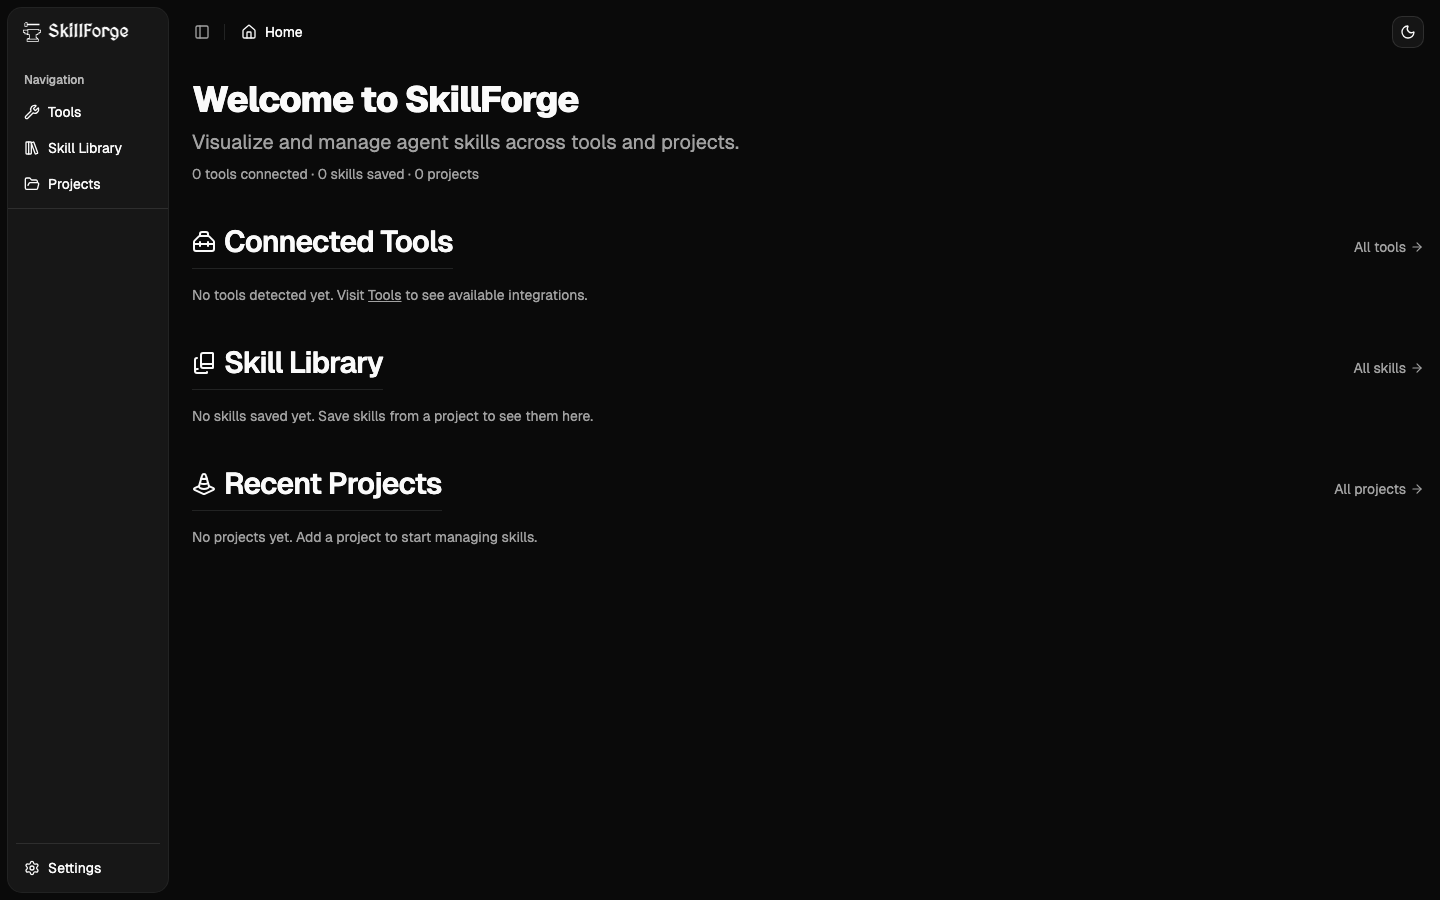 SkillForge
Home
Navigation
Tools
Skill Library
Projects
Settings
Welcome to SkillForge
Visualize and manage agent skills across tools and projects.
0 tools connected · 0 skills saved · 0 projects
Connected Tools
All tools →
No tools detected yet. Visit Tools to see available integrations.
Skill Library
All skills →
No skills saved yet. Save skills from a project to see them here.
Recent Projects
All projects →
No projects yet. Add a project to start managing skills.